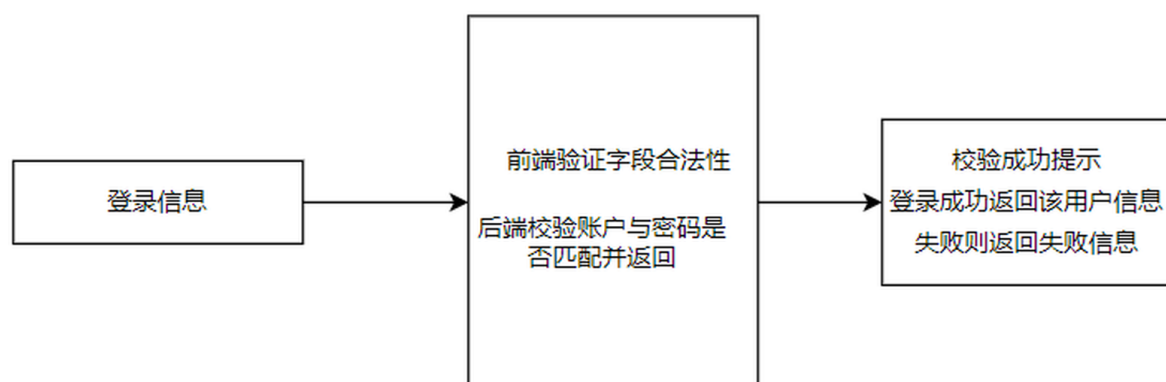 登录信息
前端验证字段合法性
后端校验账户与密码是
否匹配并返回
校验成功提示
登录成功返回该用户信息
失败则返回失败信息